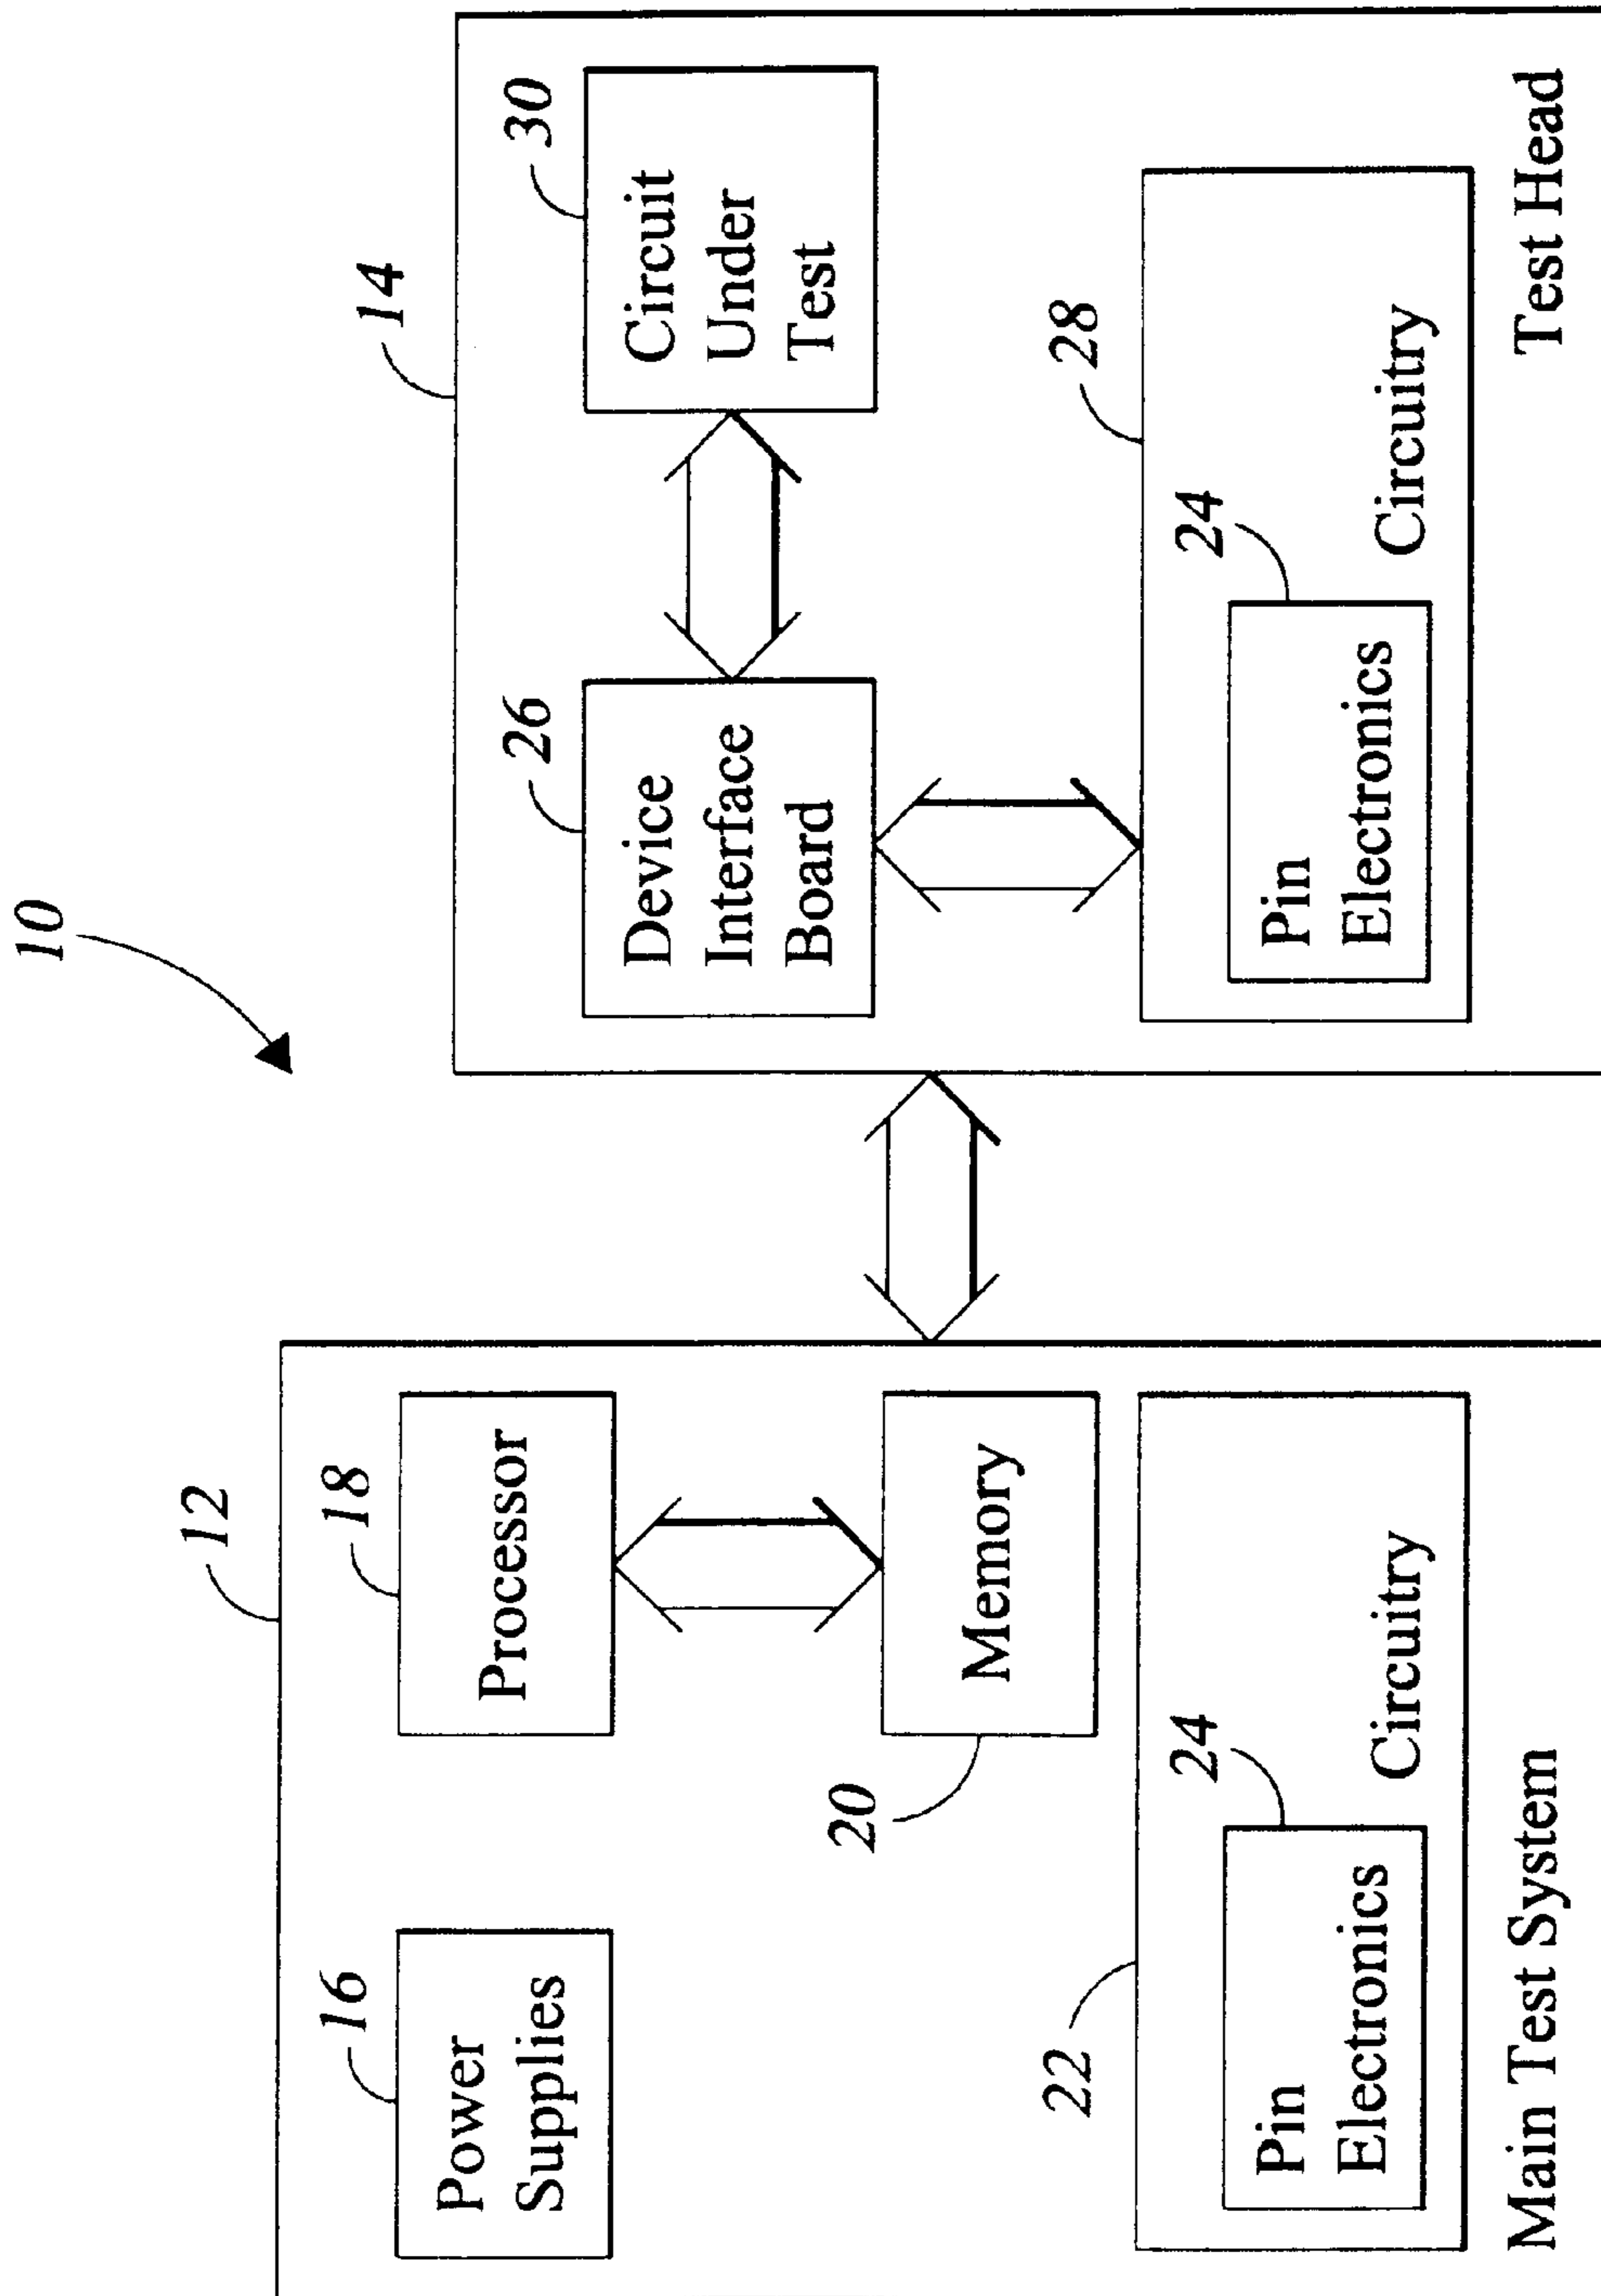 10
12
16
Power
Supplies
18
Processor
20
Memory
22
24
Pin
Electronics
Circuitry
Main Test System
14
26
Device
Interface
Board
30
Circuit
Under
Test
28
24
Pin
Electronics
Circuitry
Test Head